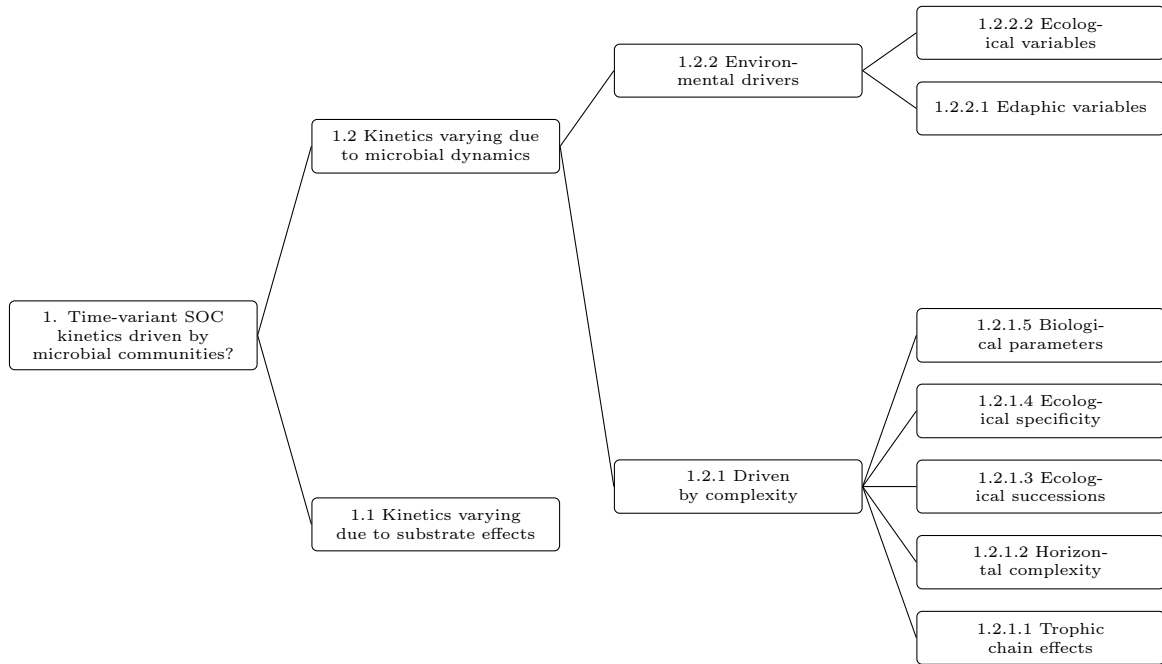 1. Time-variant SOC
kinetics driven by
microbial communities?
1.2 Kinetics varying due
to microbial dynamics
1.1 Kinetics varying
due to substrate effects
1.2.2 Environ-
mental drivers
1.2.1 Driven
by complexity
1.2.2.2 Ecolog-
ical variables
1.2.2.1 Edaphic variables
1.2.1.5 Biologi-
cal parameters
1.2.1.4 Ecolog-
ical specificity
1.2.1.3 Ecolog-
ical successions
1.2.1.2 Horizon-
tal complexity
1.2.1.1 Trophic
chain effects